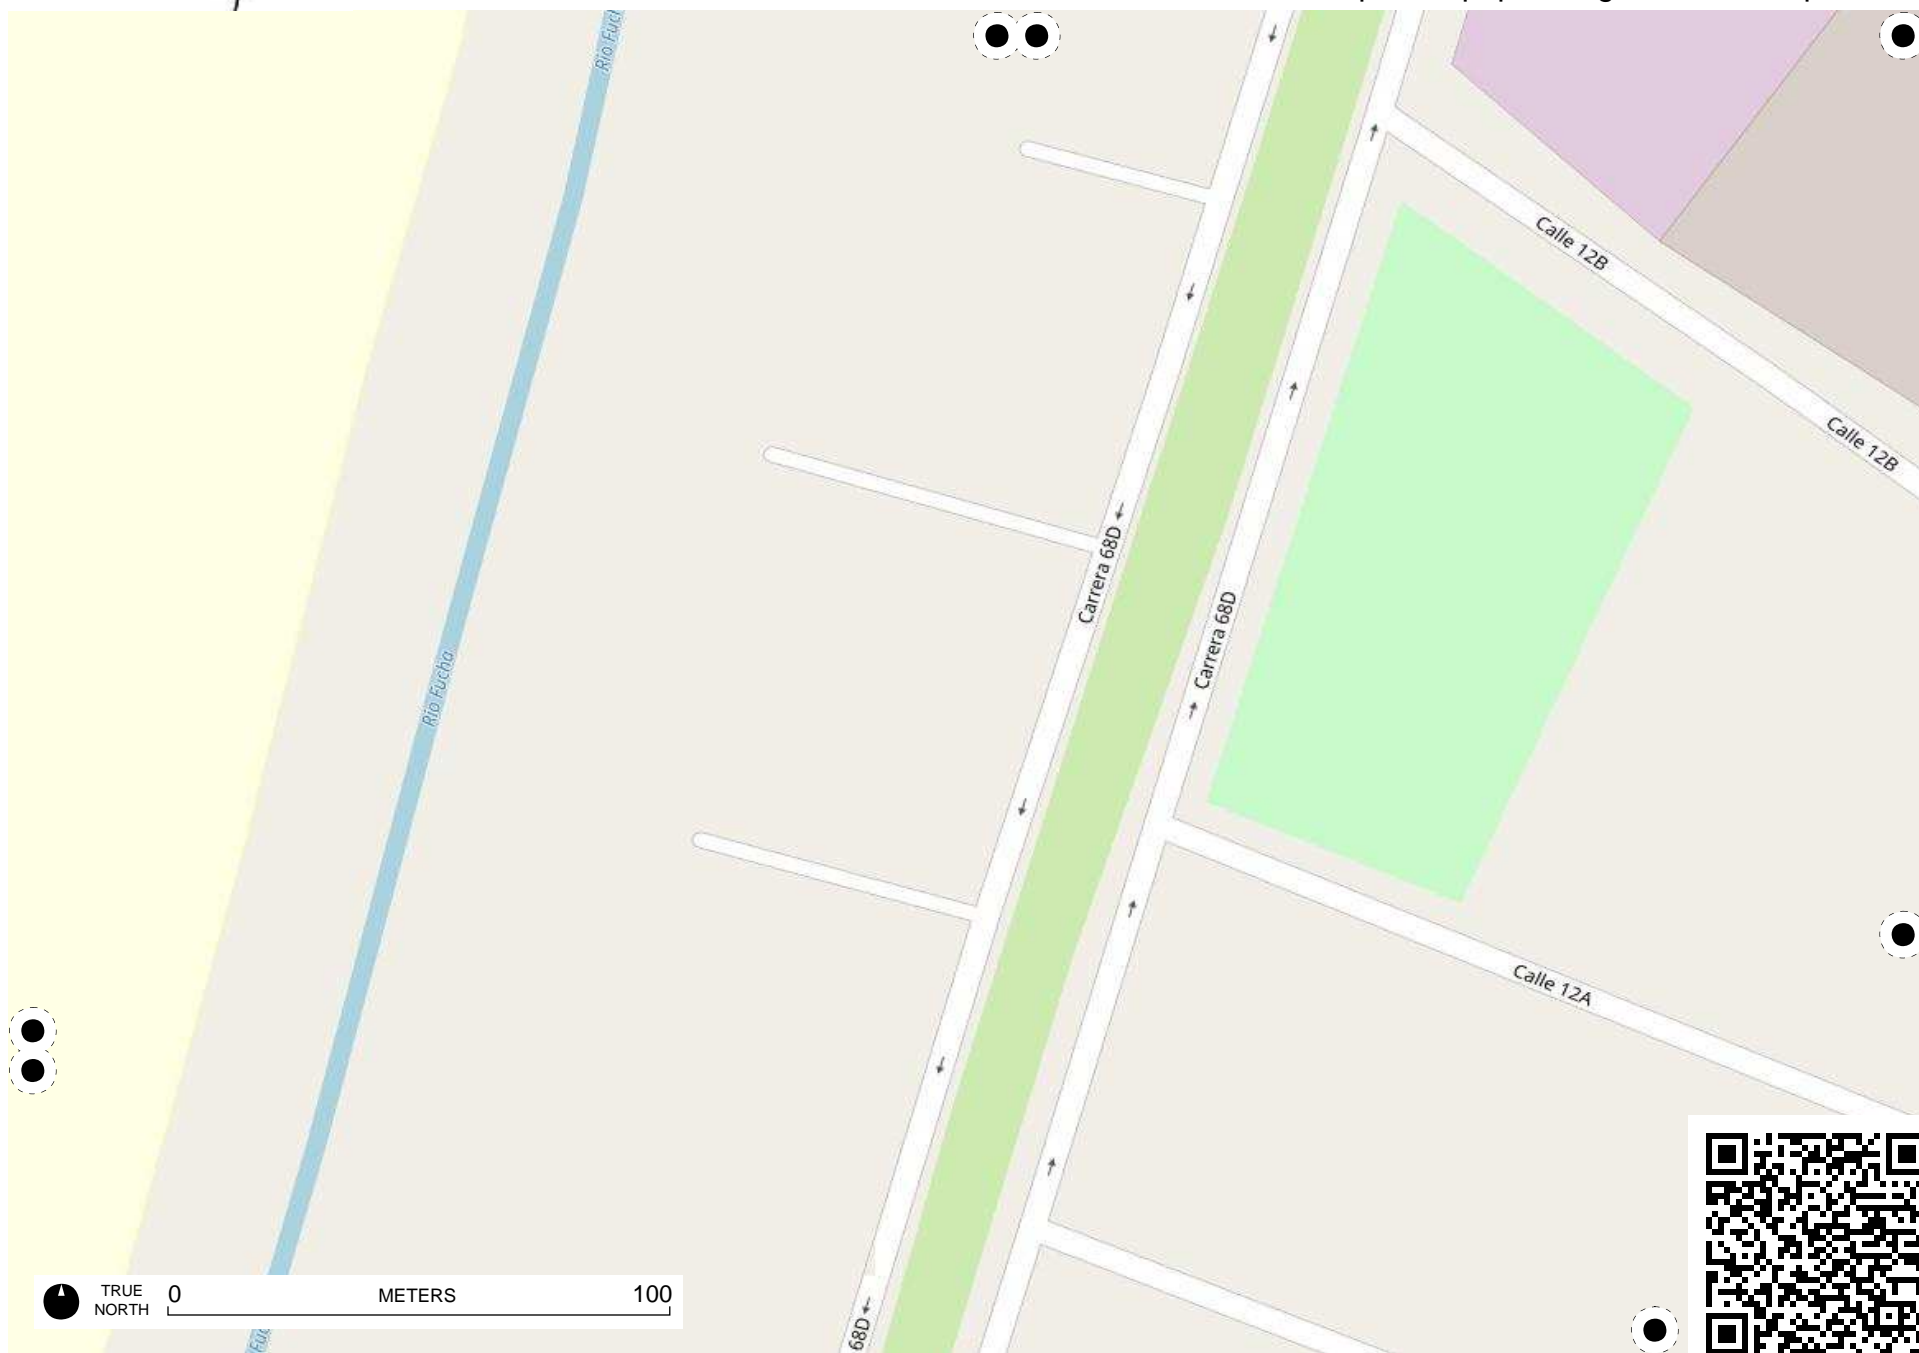 Rio Fuch
Calle 12B
Calle 12B
Carrera 68D
Carrera 68D
Rio Fucha
Calle 12A
TRUE
NORTH
0
METERS
100
68D